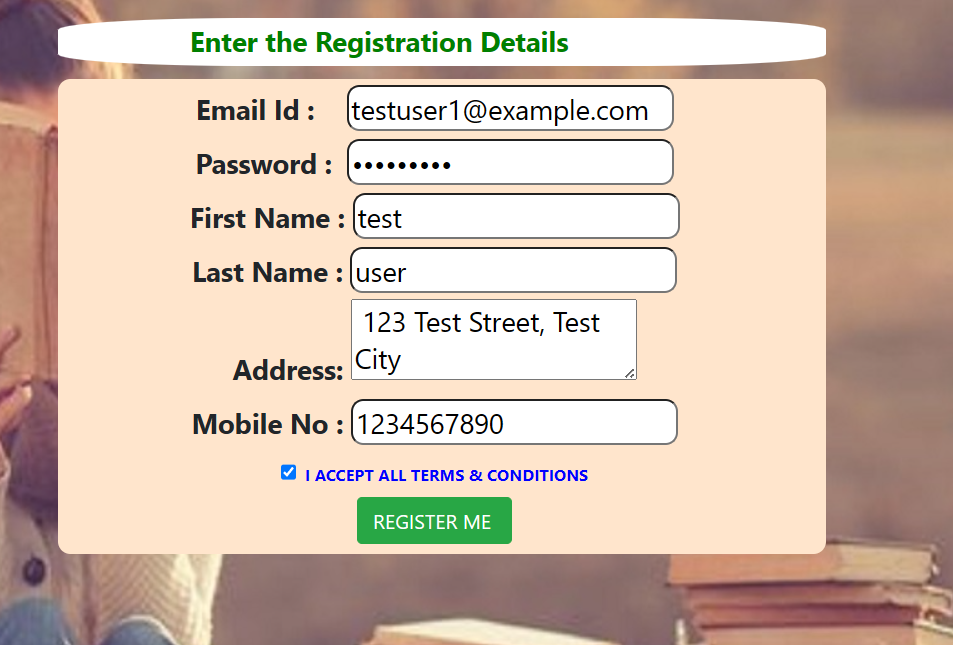 Enter the Registration Details
Email Id : testuser1@example.com
Password : •••••••••
First Name : test
Last Name : user
123 Test Street, Test
Address: City
Mobile No : 1234567890
I ACCEPT ALL TERMS & CONDITIONS
REGISTER ME